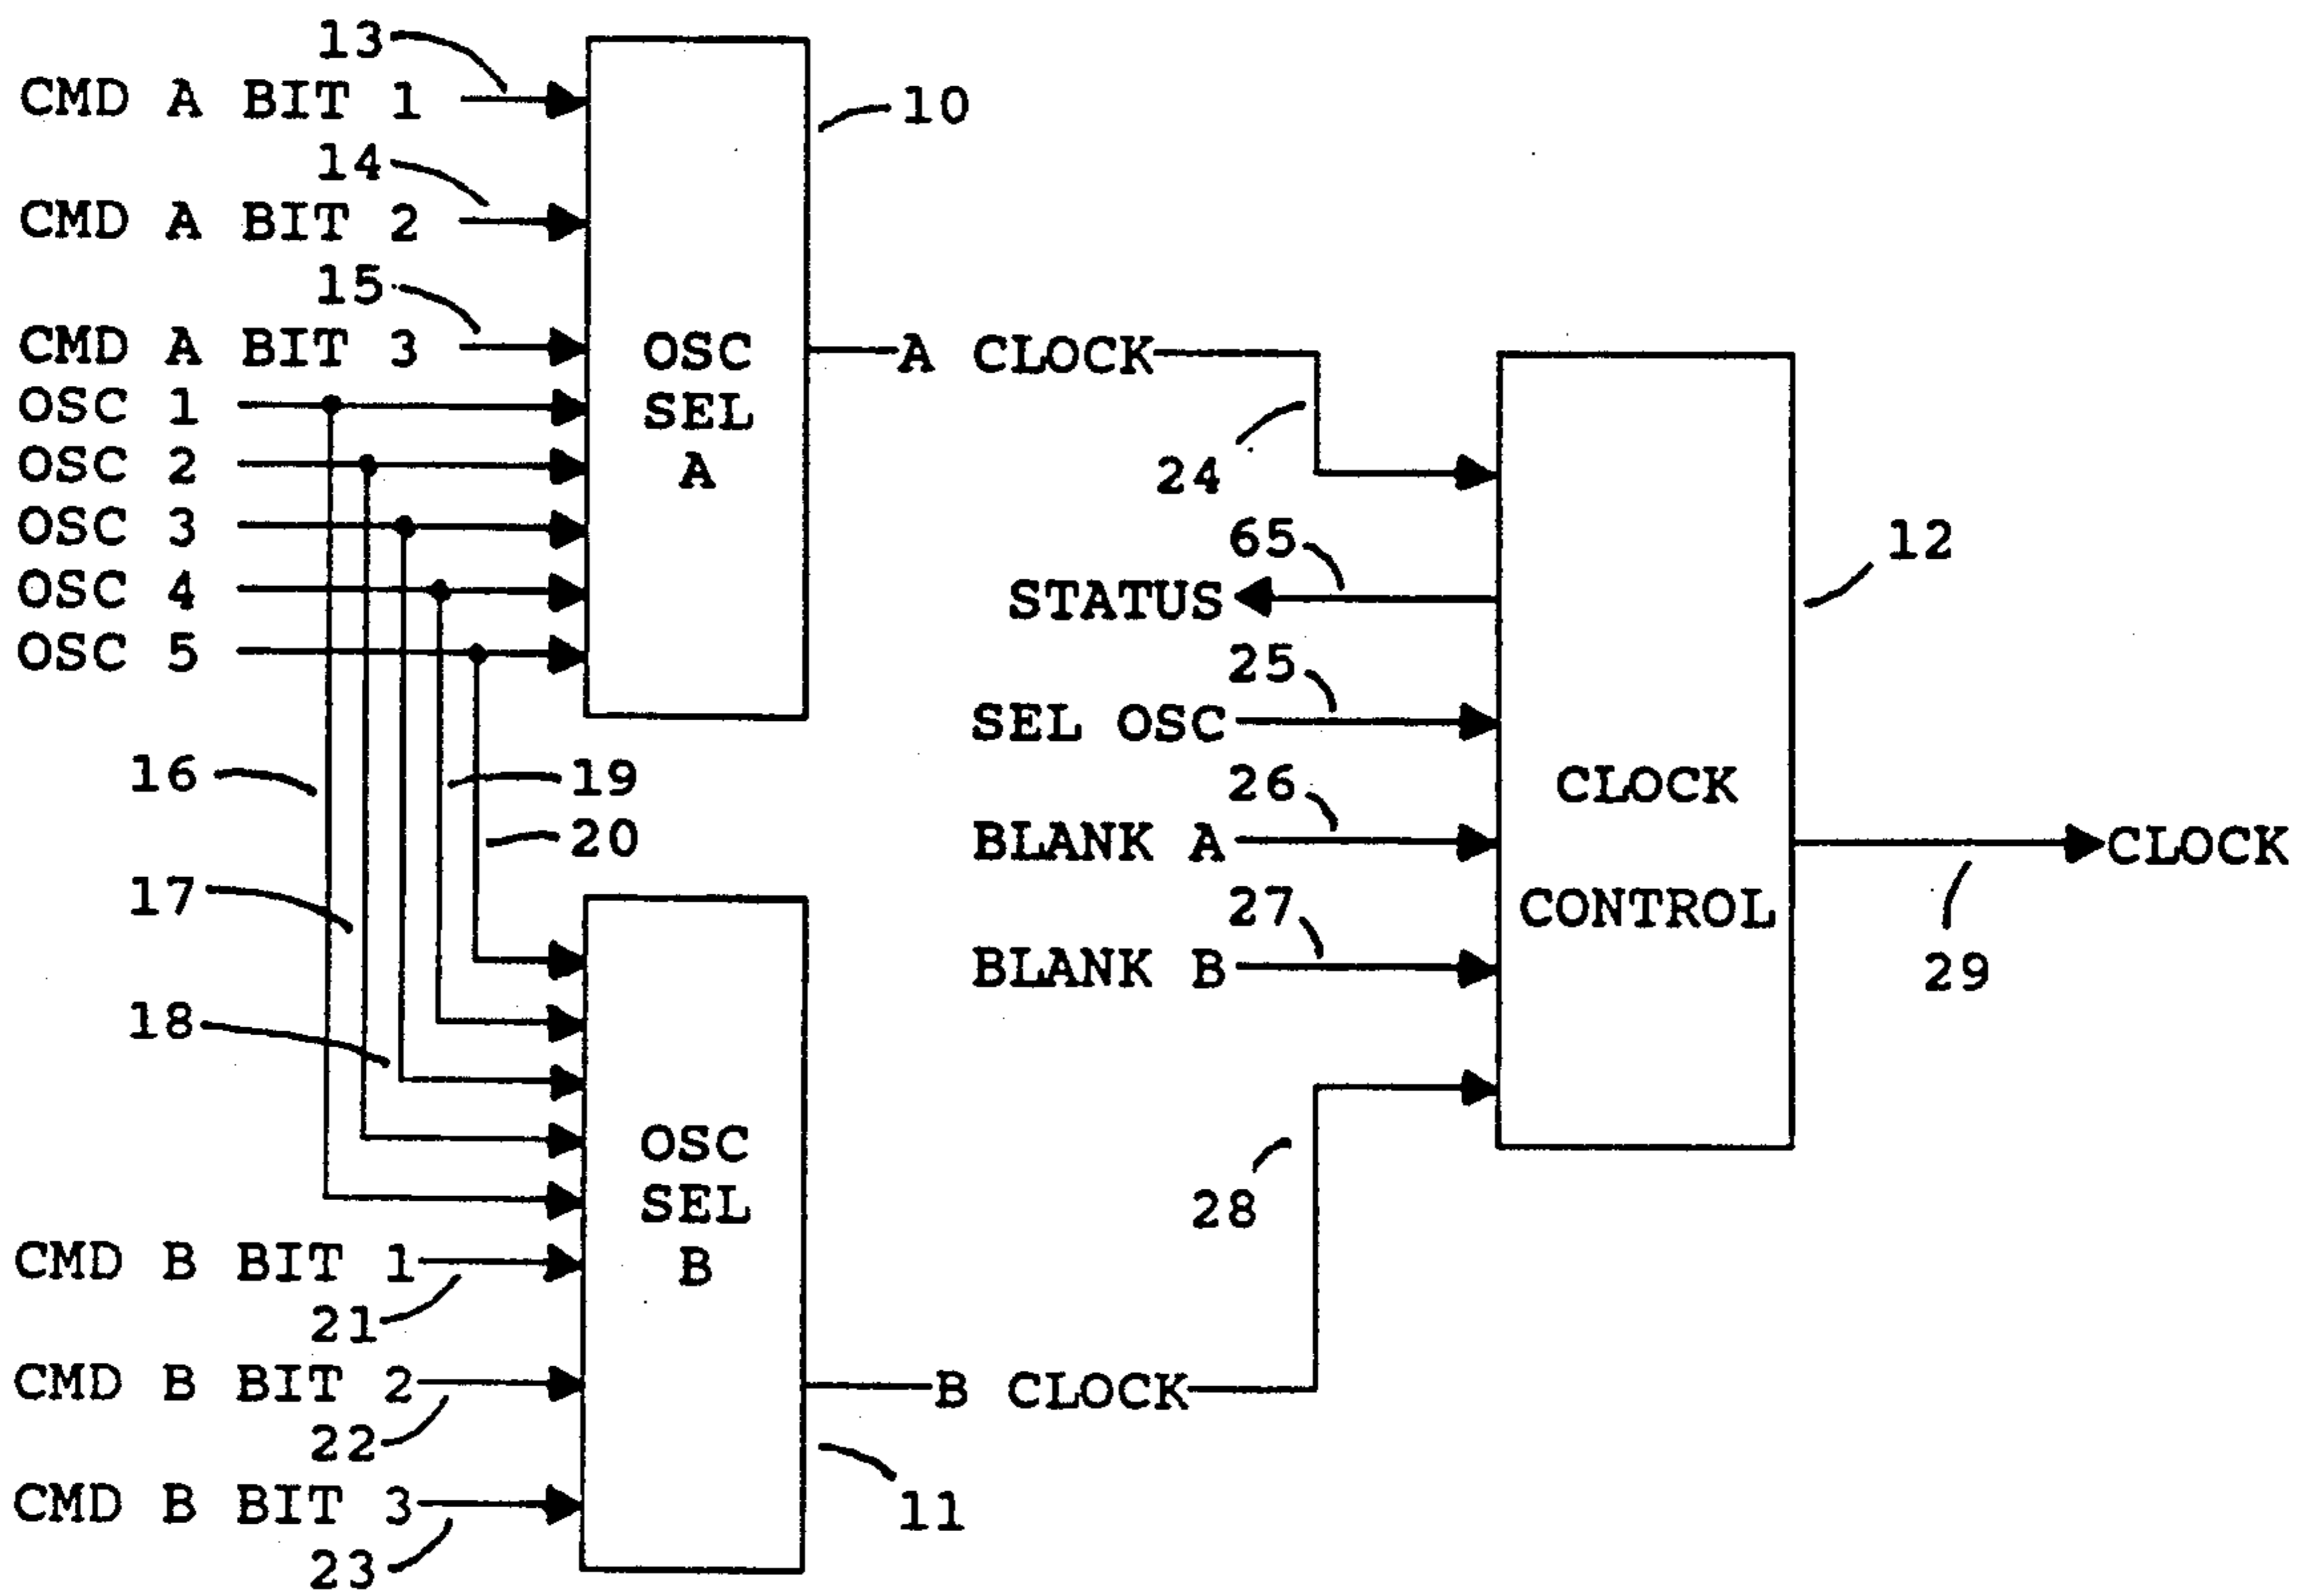 13
CMD A BIT 1
10
14
CMD A BIT 2
15
CMD A BIT 3
OSC 1
OSC 2
OSC 3
OSC 4
OSC 5
OSC
SEL
A
A CLOCK
24
65
STATUS
12
25
SEL OSC
26
BLANK A
27
BLANK B
CLOCK
CONTROL
CLOCK
29
16
19
20
17
18
OSC
SEL
B
28
CMD B BIT 1
21
CMD B BIT 2
22
B CLOCK
CMD B BIT 3
23
11